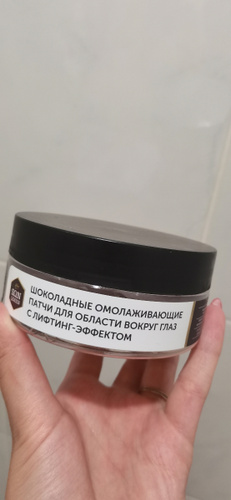 ШОКОЛАДНЫЕ ОМОЛАЖИВАЮЩИЕ
ПАТЧИ ДЛЯ ОБЛАСТИ ВОКРУГ ГЛАЗ
С ЛИФТИНГ-ЭФФЕКТОМ